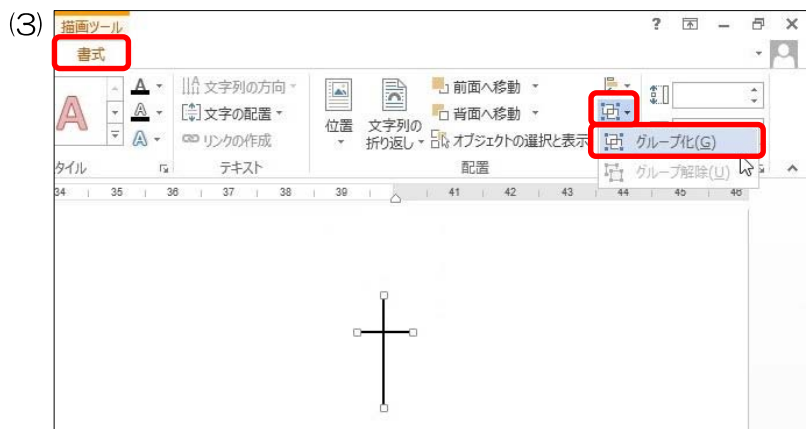 (3)
描画ツール
?
書式
A A 文字列の方向 前面へ移動
A A 文字の配置 位置 文字列の 背面へ移動
A リンクの作成 折り返し オブジェクトの選択と表示 グループ化(G)
タイル テキスト 配置 グループ解除(U)
34 35 36 37 38 39 41 42 43 44 45 46